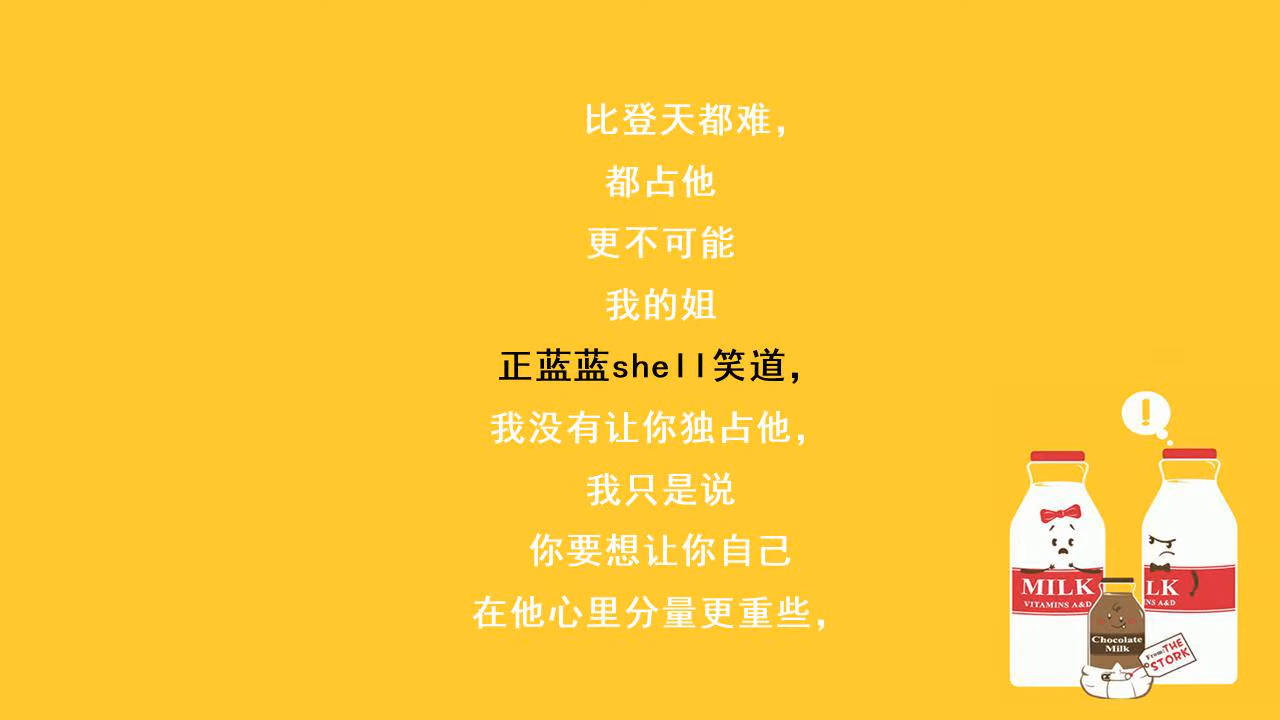 比登天都难，
都占他
更不可能
我的姐
正蓝蓝shell笑道，
我没有让你独占他，
我只是说
你要想让你自己
在他心里分量更重些，
!
MILK
VITAMINS A&D
LK
NS A&D
Chocolate
Milk
From: THE
STORK